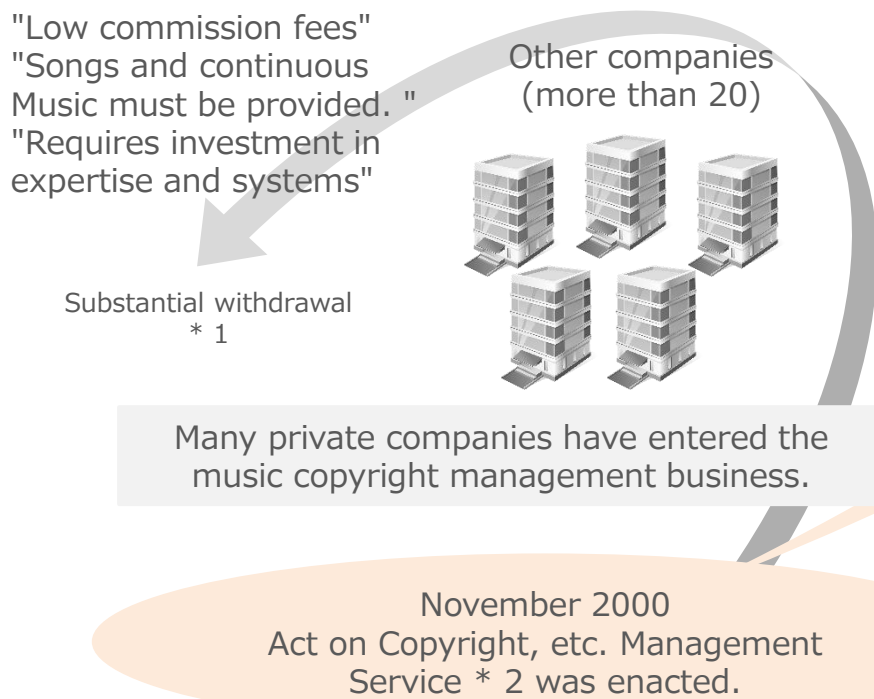 "Low commission fees"
"Songs and continuous
Music must be provided. "
"Requires investment in
expertise and systems"
Other companies
(more than 20)
Substantial withdrawal
* 1
Many private companies have entered the
music copyright management business.
November 2000
Act on Copyright, etc. Management
Service * 2 was enacted.